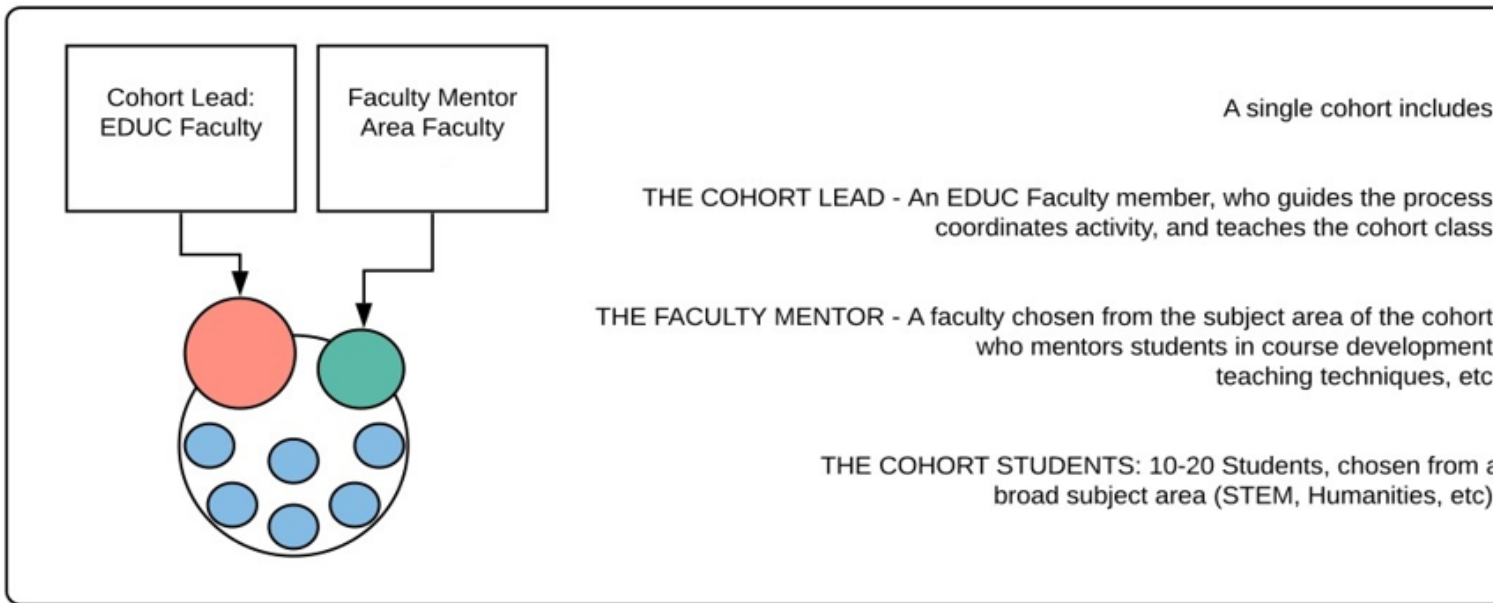 Cohort Lead:
EDUC Faculty
Faculty Mentor
Area Faculty
A single cohort includes
THE COHORT LEAD - An EDUC Faculty member, who guides the process
coordinates activity, and teaches the cohort class
THE FACULTY MENTOR - A faculty chosen from the subject area of the cohort
who mentors students in course development
teaching techniques, etc
THE COHORT STUDENTS: 10-20 Students, chosen from a
broad subject area (STEM, Humanities, etc)